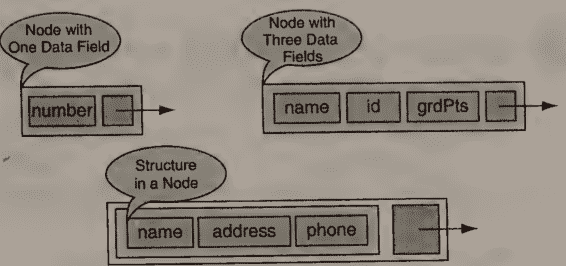 Node with
One Data Field
number
Node with
Three Data
Fields
name id grdPts
Structure
in a Node
name address phone